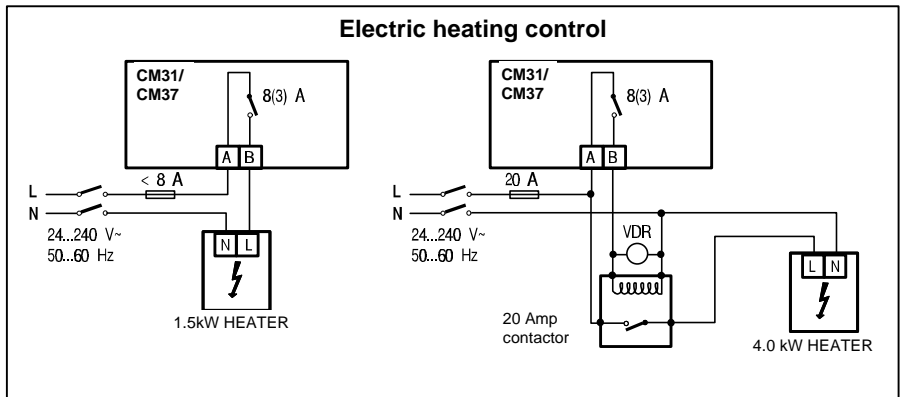 Electric heating control
CM31/
CM37
8(3) A
A B
< 8 A
L
N
24...240 V~
50...60 Hz
N L
1.5kW HEATER
CM31/
CM37
8(3) A
A B
20 A
L
N
24...240 V~
50...60 Hz
VDR
20 Amp
contactor
L N
4.0 kW HEATER